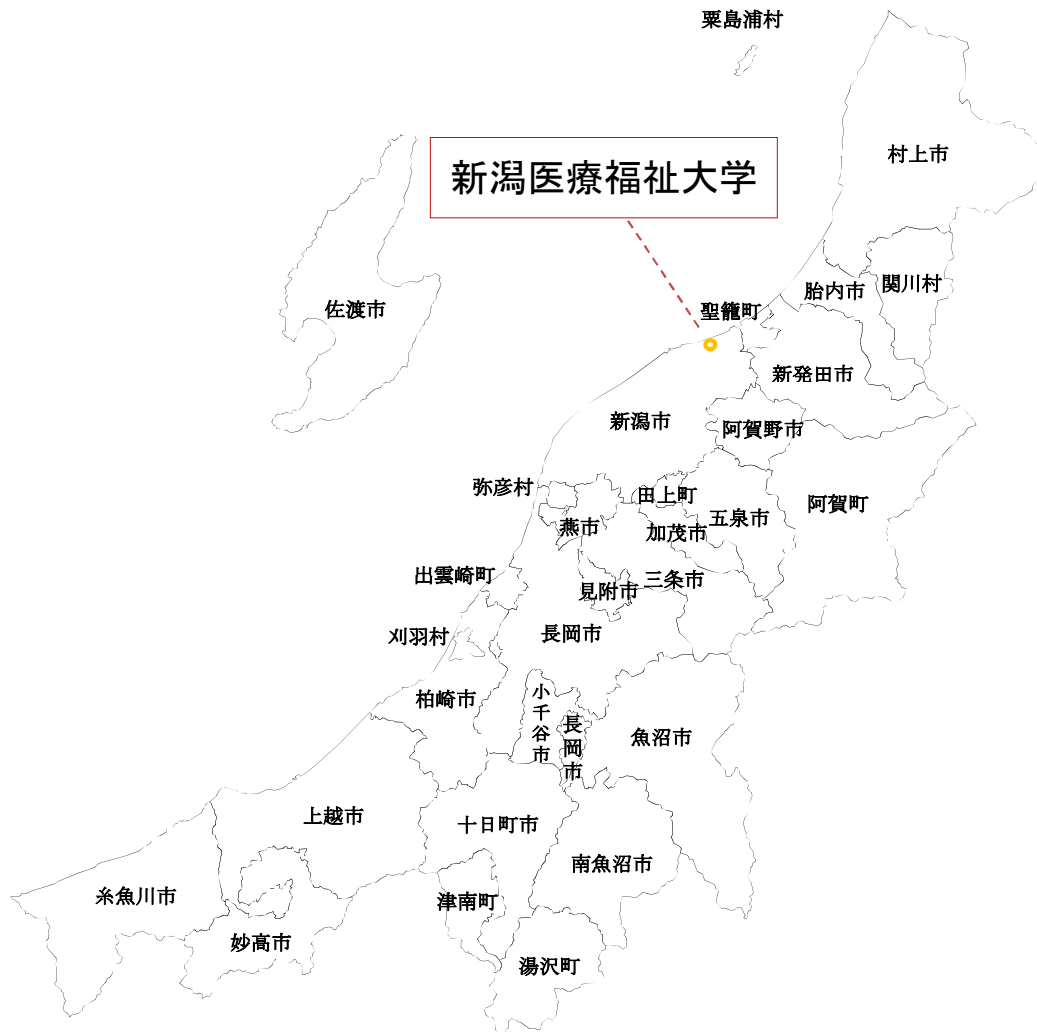 粟島浦村
村上市
新潟医療福祉大学
関川村
胎内市
佐渡市
聖籠町
新発田市
新潟市
阿賀野市
弥彦村
田上町
阿賀町
五泉市
燕市
加茂市
出雲崎町
三条市
見附市
長岡市
刈羽村
柏崎市
小千谷市
長岡市
魚沼市
上越市
十日町市
南魚沼市
糸魚川市
津南町
妙高市
湯沢町